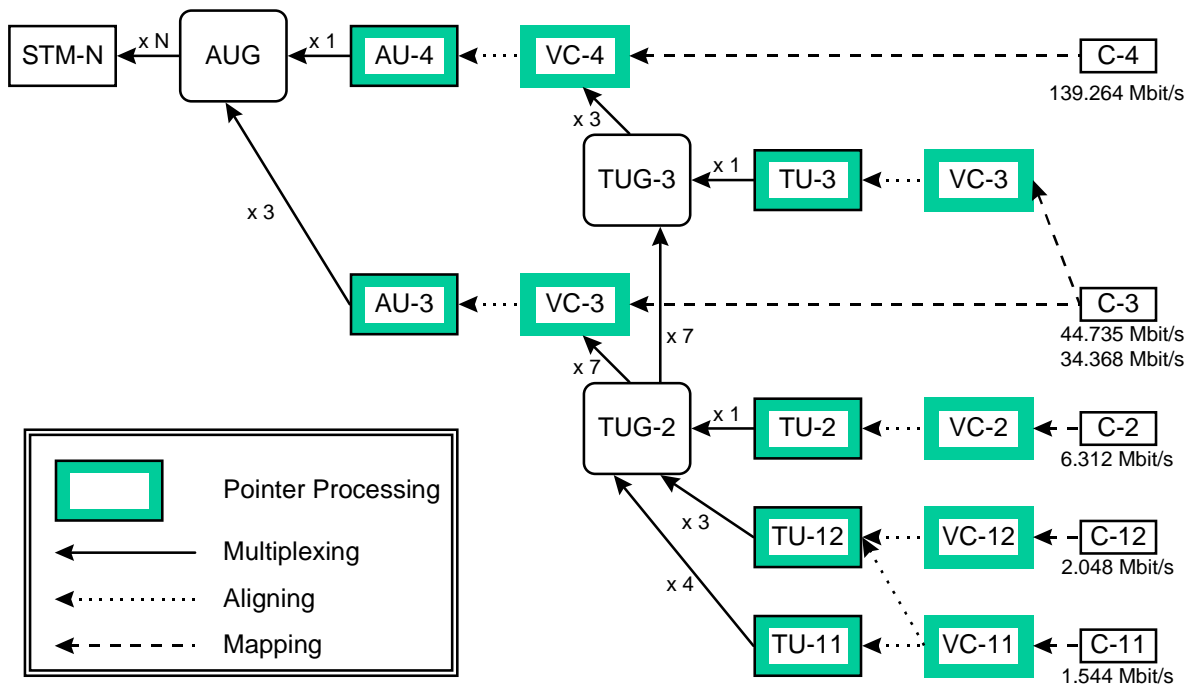 STM-N
x N
AUG
x 1
AU-4
VC-4
C-4
139.264 Mbit/s
x 3
TUG-3
x 1
TU-3
VC-3
x 3
AU-3
VC-3
C-3
44.735 Mbit/s
34.368 Mbit/s
x 7
x 7
TUG-2
x 1
TU-2
VC-2
C-2
6.312 Mbit/s
x 3
TU-12
VC-12
C-12
2.048 Mbit/s
x 4
TU-11
VC-11
C-11
1.544 Mbit/s
Pointer Processing
Multiplexing
Aligning
Mapping